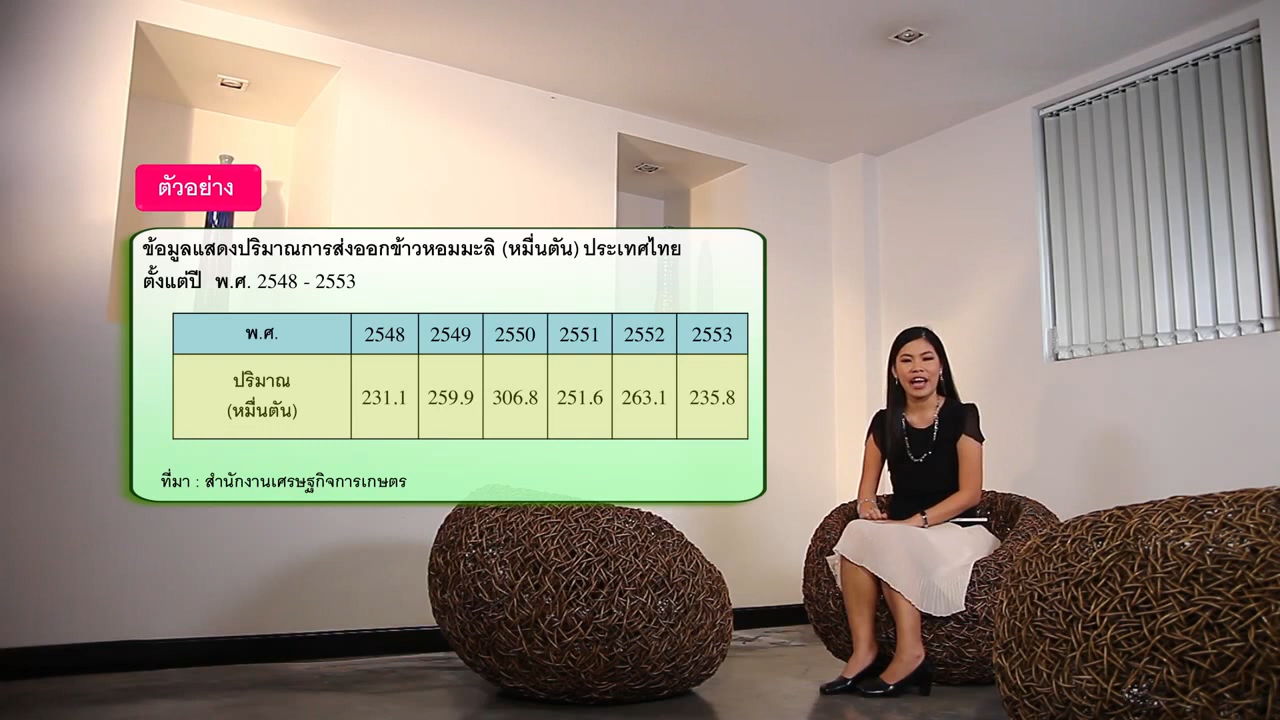 ตัวอย่าง
ข้อมูลแสดงปริมาณการส่งออกข้าวหอมมะลิ (หมื่นตัน) ประเทศไทย
ตั้งแต่ปี พ.ศ. 2548 - 2553
พ.ศ. 2548 2549 2550 2551 2552 2553
ปริมาณ
(หมื่นตัน) 231.1 259.9 306.8 251.6 263.1 235.8
ที่มา : สำนักงานเศรษฐกิจการเกษตร